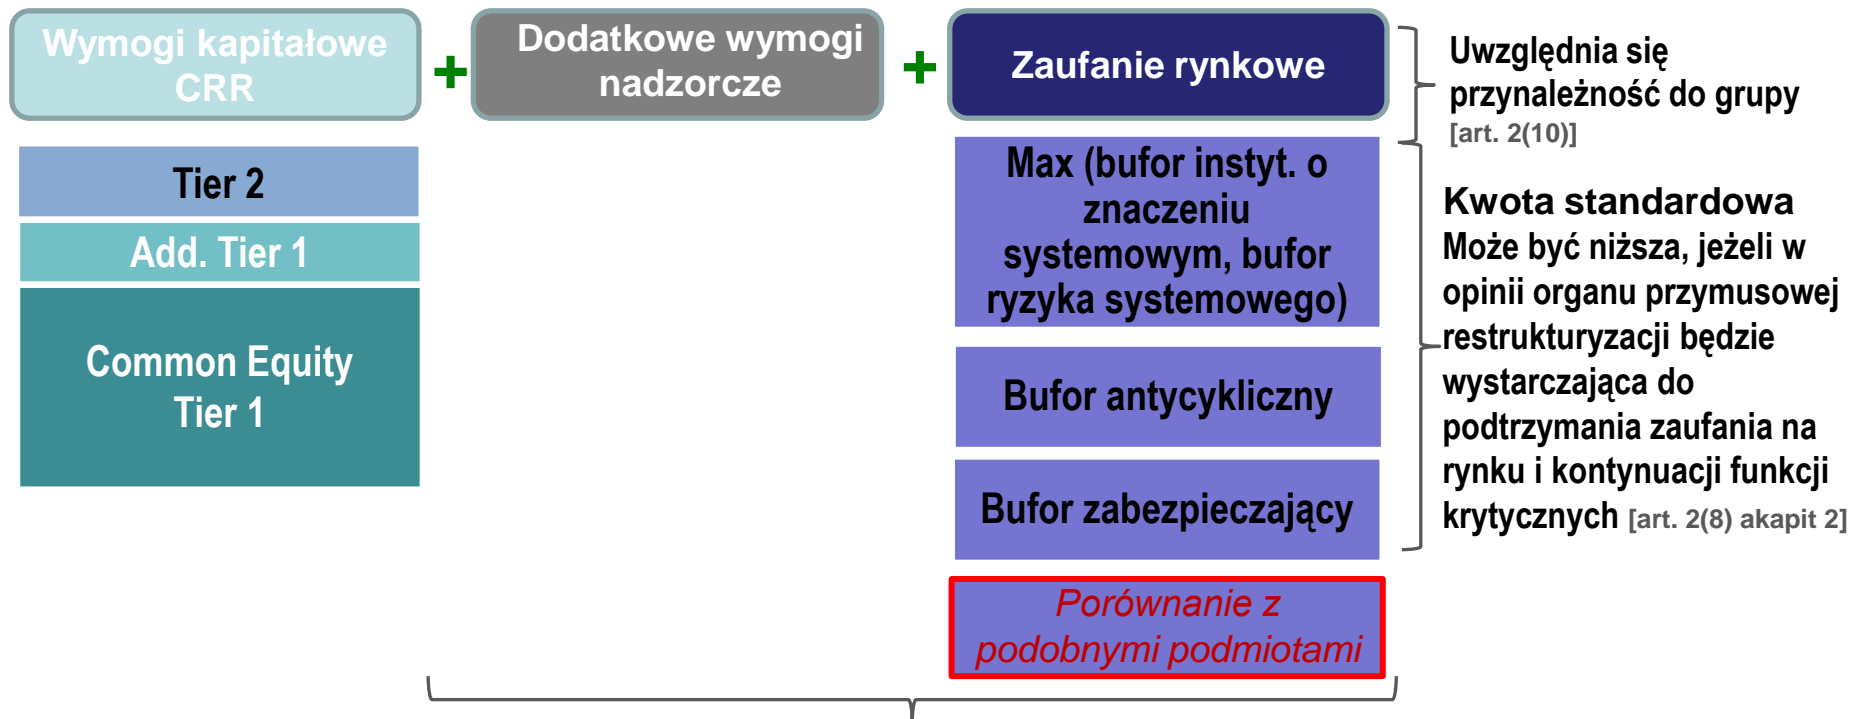 Wymogi kapitałowe
CRR
+
Dodatkowe wymogi
nadzorcze
+
Zaufanie rynkowe
Uwzględnia się
przynależność do grupy
[art. 2(10)]
Tier 2
Add. Tier 1
Common Equity
Tier 1
Max (bufor instyt. o
znaczeniu
systemowym, bufor
ryzyka systemowego)
Bufor antycykliczny
Bufor zabezpieczający
Porównanie z
podobnymi podmiotami
Kwota standardowa
Może być niższa, jeżeli w
opinii organu przymusowej
restrukturyzacji będzie
wystarczająca do
podtrzymania zaufania na
rynku i kontynuacji funkcji
krytycznych [art. 2(8) akapit 2]